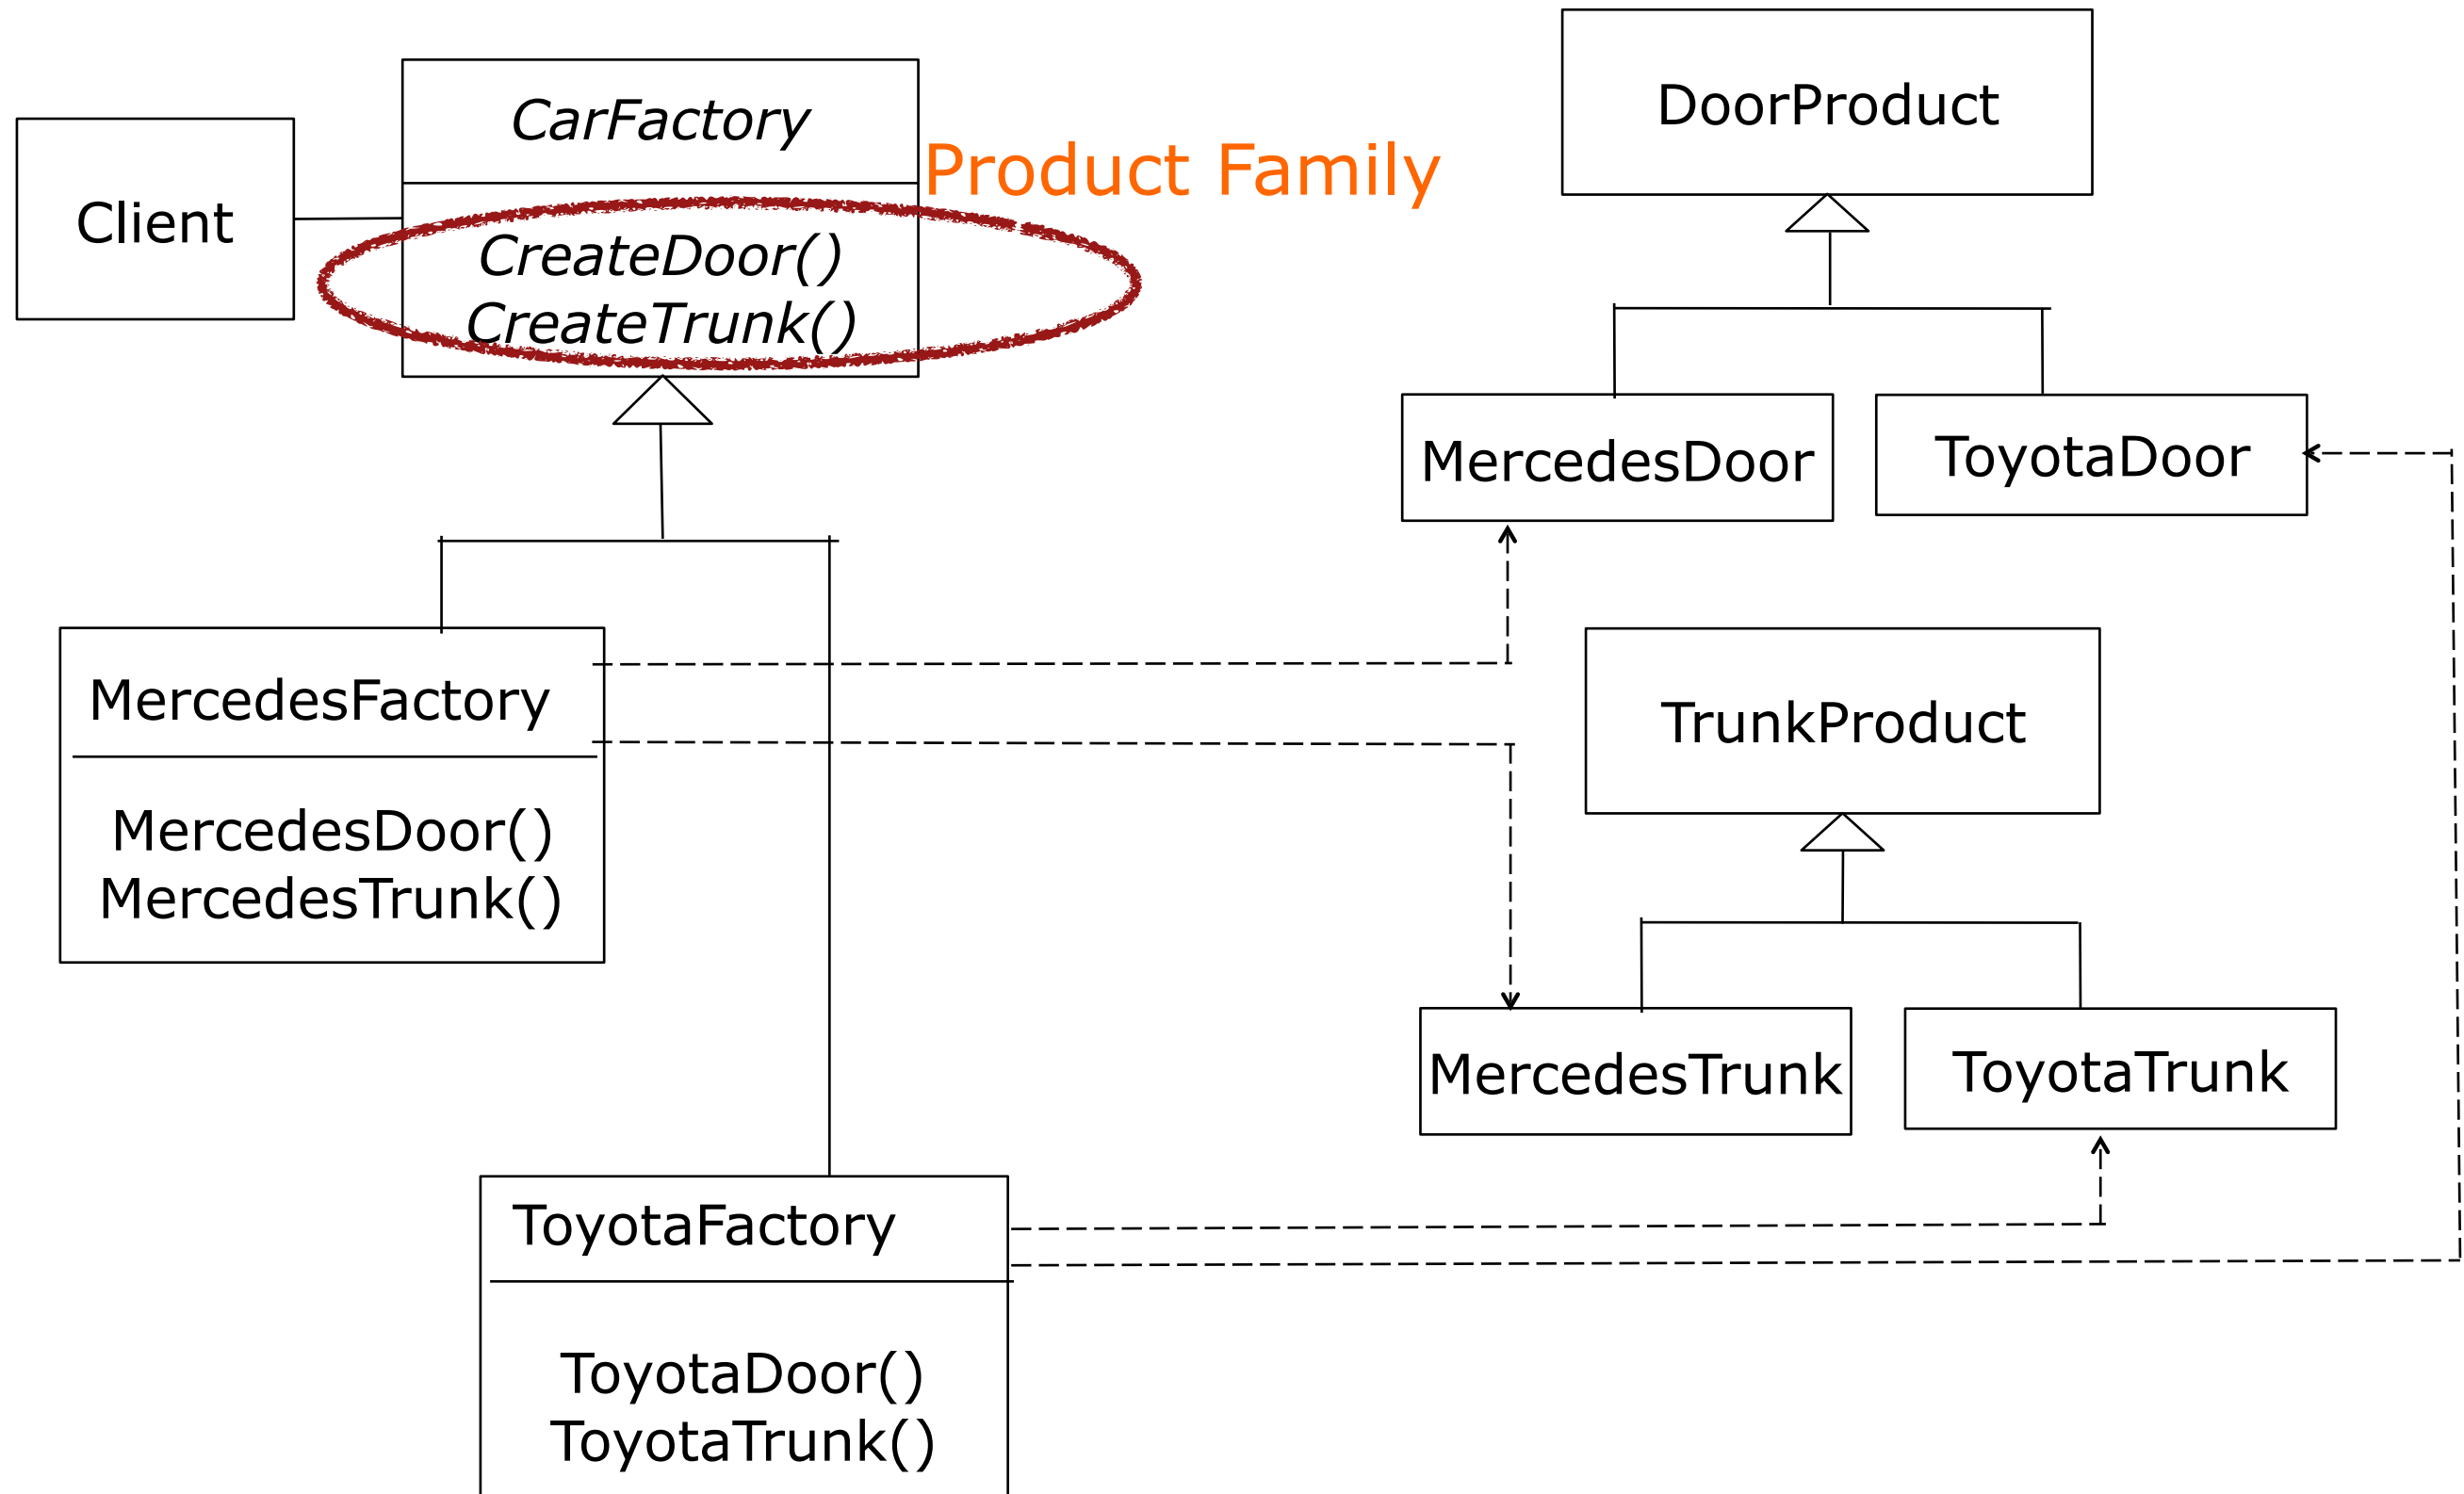 CarFactory
Client
CreateDoor()
CreateTrunk()
Product Family
DoorProduct
MercedesDoor
ToyotaDoor
MercedesFactory
MercedesDoor()
MercedesTrunk()
TrunkProduct
MercedesTrunk
ToyotaTrunk
ToyotaFactory
ToyotaDoor()
ToyotaTrunk()